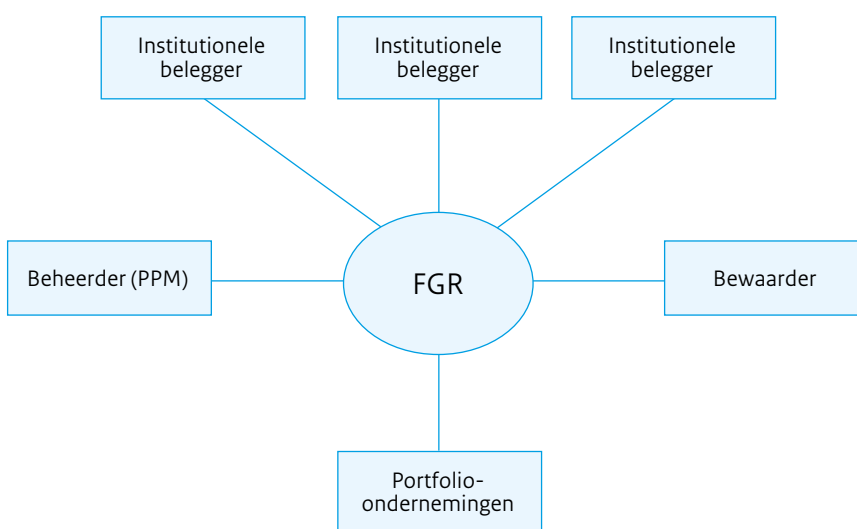 Institutionele
belegger
Institutionele
belegger
Institutionele
belegger
Beheerder (PPM)
FGR
Bewaarder
Portfolio-
ondernemingen